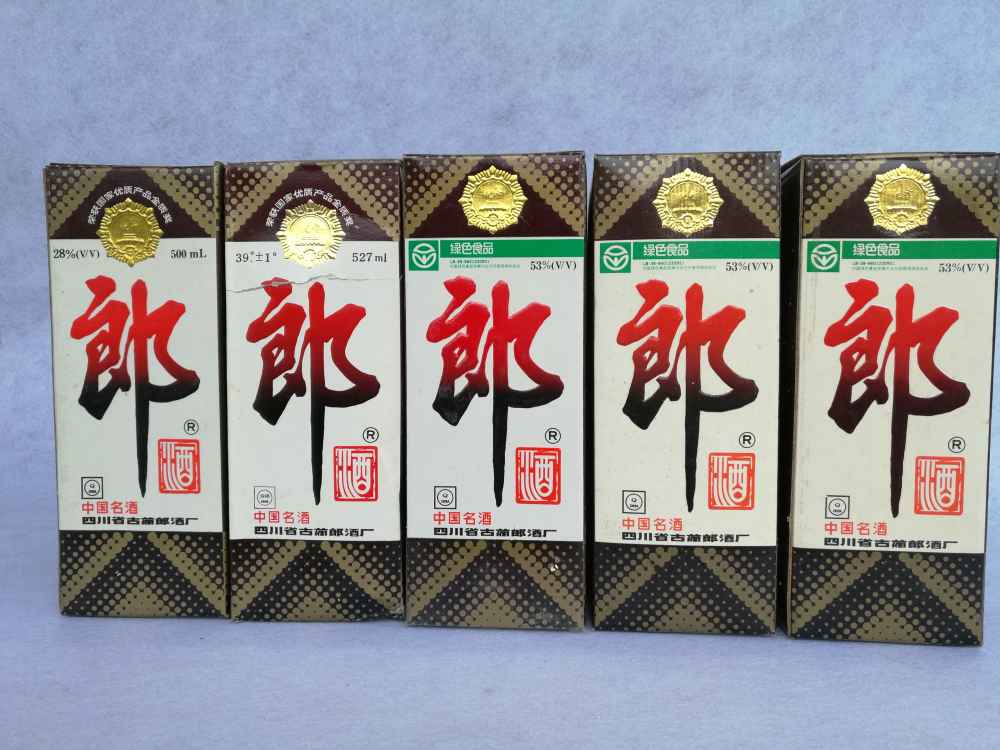 荣获国家优质产品金质奖
28%(V/V) 500 mL
郎
®
酒
中国名酒
四川省古蔺郎酒厂
荣获国家优质产品金质奖
39.°±1° 527 ml
郎
®
酒
中国名酒
四川省古蔺郎酒厂
绿色食品
53%(V/V)
郎
®
酒
中国名酒
四川省古蔺郎酒厂
绿色食品
53%(V/V)
郎
®
酒
中国名酒
四川省古蔺郎酒厂
绿色食品
53%(V/V)
郎
®
酒
中国名酒
四川省古蔺郎酒厂